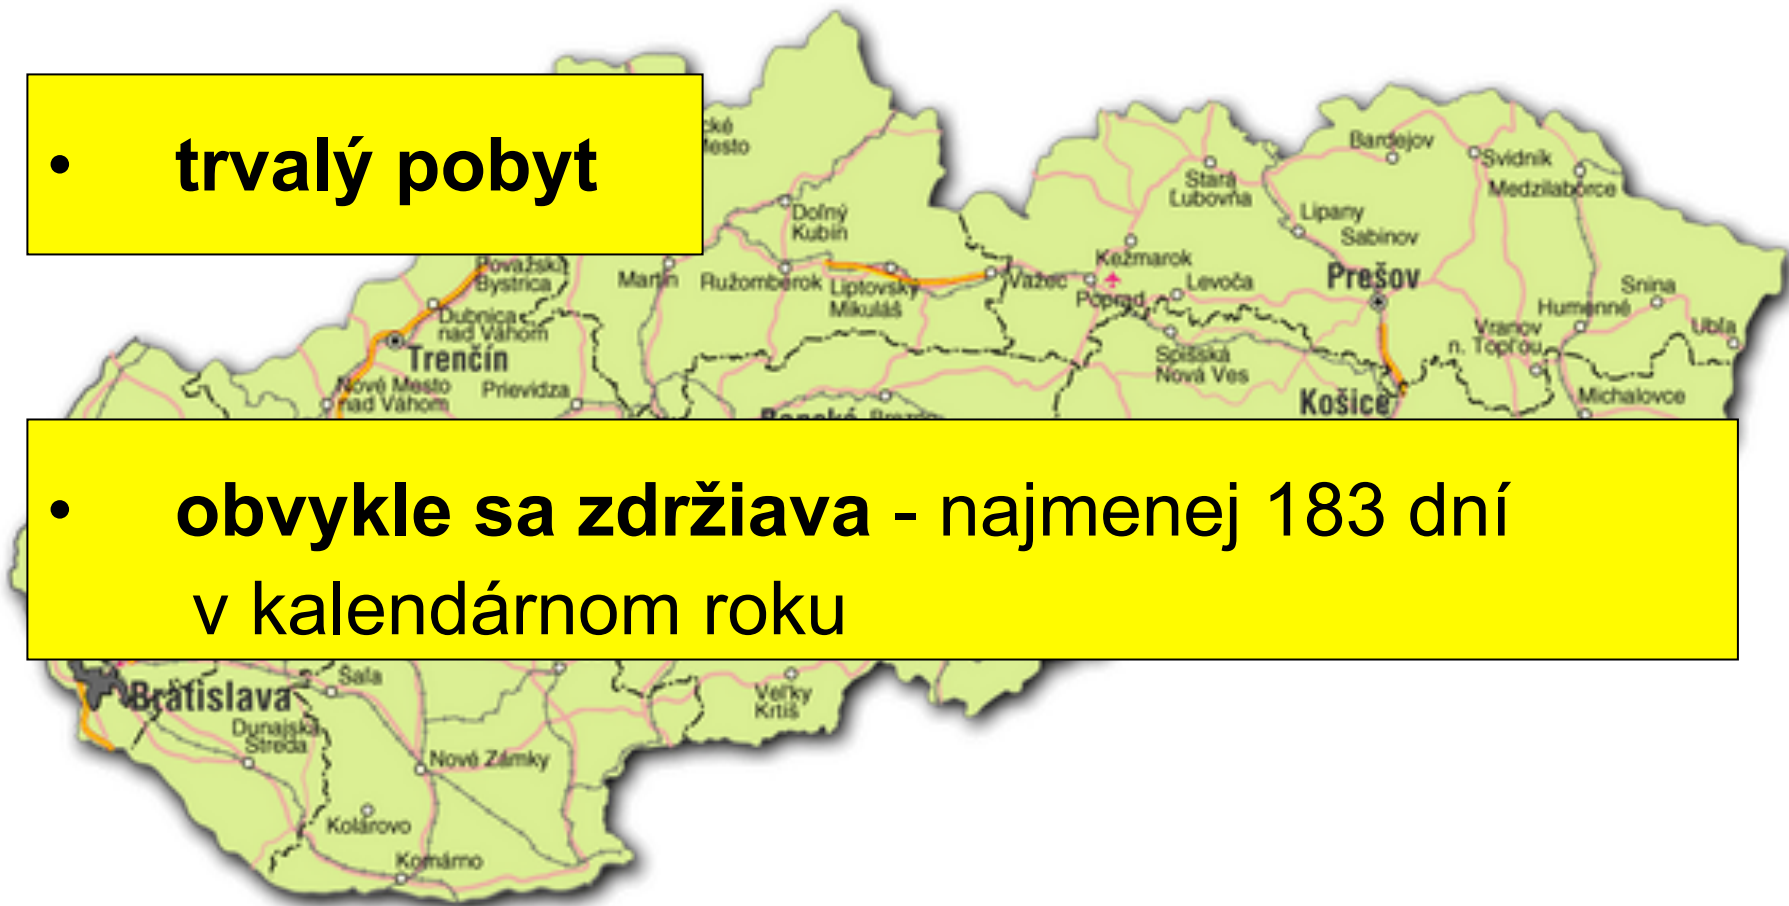 • trvalý pobyt
cké
Mesto
Bardejov
Svidník
Medzilaborce
Stará
Ľubovňa
Lipany
Sabinov
Dolný
Kubín
Kežmarok
Považská
Bystrica
Martin
Ružomberok
Liptovský
Mikuláš
Važec
Poprad
Levoča
Prešov
Snina
Humenné
Ubľa
Dubnica
nad Váhom
Trenčín
Vranov
n. Topľou
Spišská
Nová Ves
Nové Mesto
nad Váhom
Prievidza
Košice
Michalovce
• obvykle sa zdržiava - najmenej 183 dní
v kalendárnom roku
Bratislava
Šala
Veľký
Krtíš
Dunajská
Streda
Nové Zámky
Kolárovo
Komárno